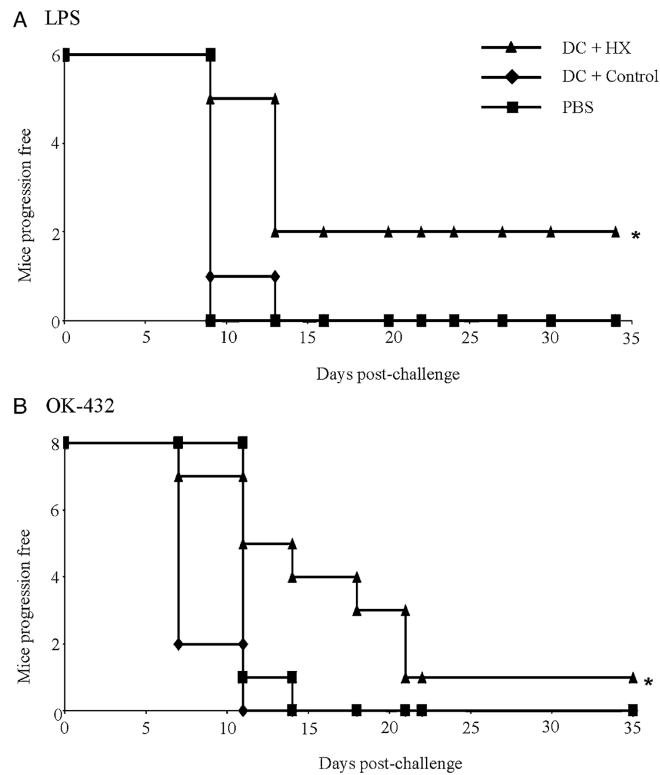 A LPS
DC + HX
DC + Control
PBS
Mice progression free
6
4
2
0
*
0 5 10 15 20 25 30 35
Days post-challenge
B OK-432
Mice progression free
8
6
4
2
0
*
0 5 10 15 20 25 30 35
Days post-challenge